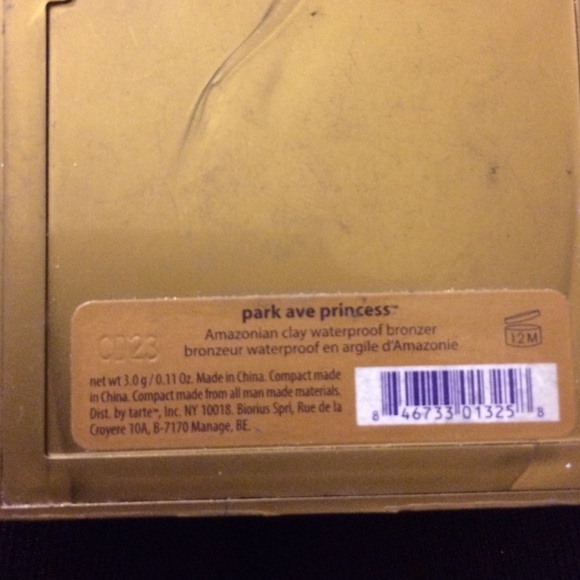 park ave princess™
Amazonian clay waterproof bronzer
bronzeur waterproof en argile d'Amazonie
12M
net wt 3.0 g / 0.11 Oz. Made in China. Compact made
in China. Compact made from all man made materials.
Dist. by tarte™, Inc. NY 10018. Biorius Sprl, Rue de la
Croyere 10A, B-7170 Manage, BE.
8 46733 01325 8